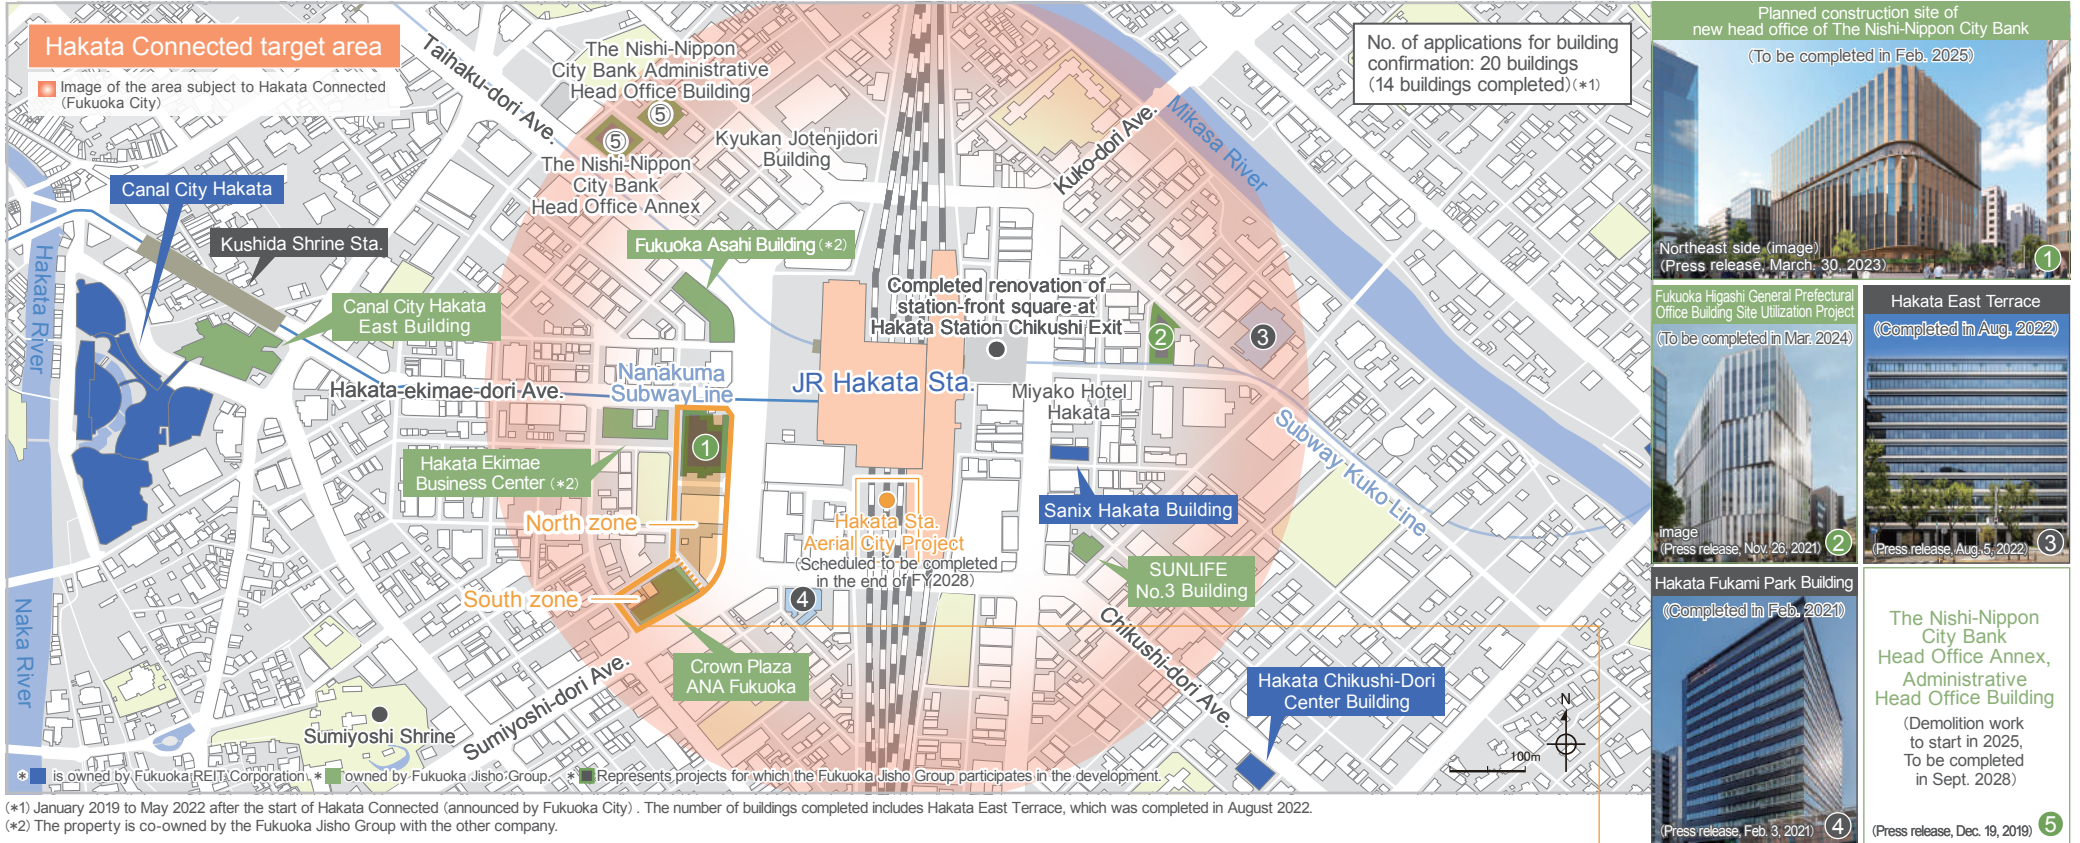 Hakata Connected target area
Image of the area subject to Hakata Connected
(Fukuoka City)
No. of applications for building
confirmation: 20 buildings
(14 buildings completed)(*1)
Taihaku-dori Ave.
The Nishi-Nippon
City Bank Administrative
Head Office Building
5
5
The Nishi-Nippon
City Bank
Head Office Annex
Kyukan Jotenjidori
Building
Kuko-dori Ave.
Mikasa River
Canal City Hakata
Kushida Shrine Sta.
Hakata River
Canal City Hakata
East Building
Fukuoka Asahi Building(*2)
Completed renovation of
station-front square at
Hakata Station Chikushi Exit
2
3
Hakata-ekimae-dori Ave.
Nanakuma
SubwayLine
JR Hakata Sta.
Miyako Hotel
Hakata
Subway Kuko Line
1
Hakata Ekimae
Business Center (*2)
North zone
South zone
Sanix Hakata Building
Hakata Sta.
Aerial City Project
(Scheduled to be completed
in the end of FY2028)
4
SUNLIFE
No.3 Building
Naka River
Crown Plaza
ANA Fukuoka
Chikushi-dori Ave.
Hakata Chikushi-Dori
Center Building
Sumiyoshi Shrine
Sumiyoshi-dori Ave.
N
100m
* is owned by Fukuoka REIT Corporation. * owned by Fukuoka Jisho Group. * Represents projects for which the Fukuoka Jisho Group participates in the development.
(*1) January 2019 to May 2022 after the start of Hakata Connected (announced by Fukuoka City). The number of buildings completed includes Hakata East Terrace, which was completed in August 2022.
(*2) The property is co-owned by the Fukuoka Jisho Group with the other company.
Planned construction site of
new head office of The Nishi-Nippon City Bank
(To be completed in Feb. 2025)
Northeast side (image)
(Press release, March. 30, 2023)
1
Fukuoka Higashi General Prefectural
Office Building Site Utilization Project
(To be completed in Mar. 2024)
image
(Press release, Nov. 26, 2021)
2
Hakata East Terrace
(Completed in Aug. 2022)
(Press release, Aug. 5, 2022)
3
Hakata Fukami Park Building
(Completed in Feb. 2021)
(Press release, Feb. 3, 2021)
4
The Nishi-Nippon
City Bank
Head Office Annex,
Administrative
Head Office Building
(Demolition work
to start in 2025,
To be completed
in Sept. 2028)
(Press release, Dec. 19, 2019)
5